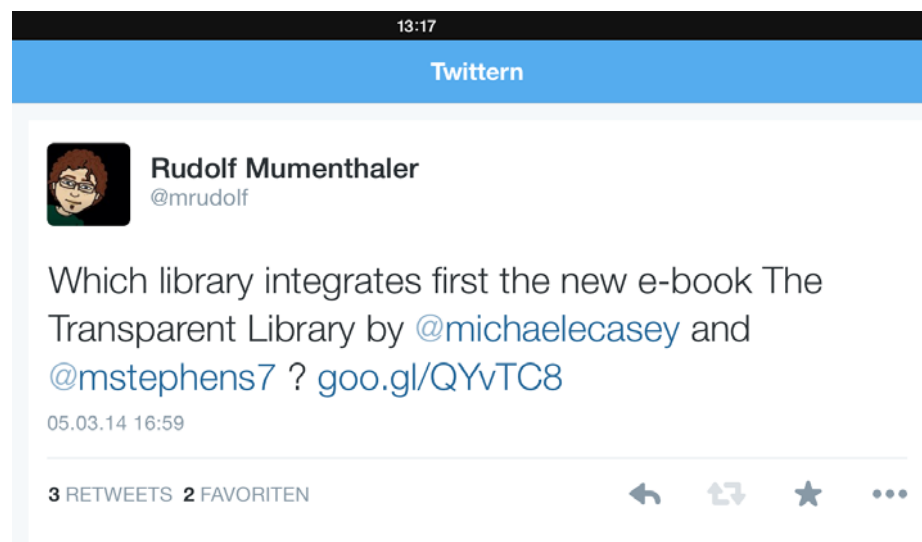 13:17
Twittern
Rudolf Mumenthaler
@mrudolf
Which library integrates first the new e-book The
Transparent Library by @michaelecasey and
@mstephens7 ? goo.gl/QYvTC8
05.03.14 16:59
3 RETWEETS 2 FAVORITEN